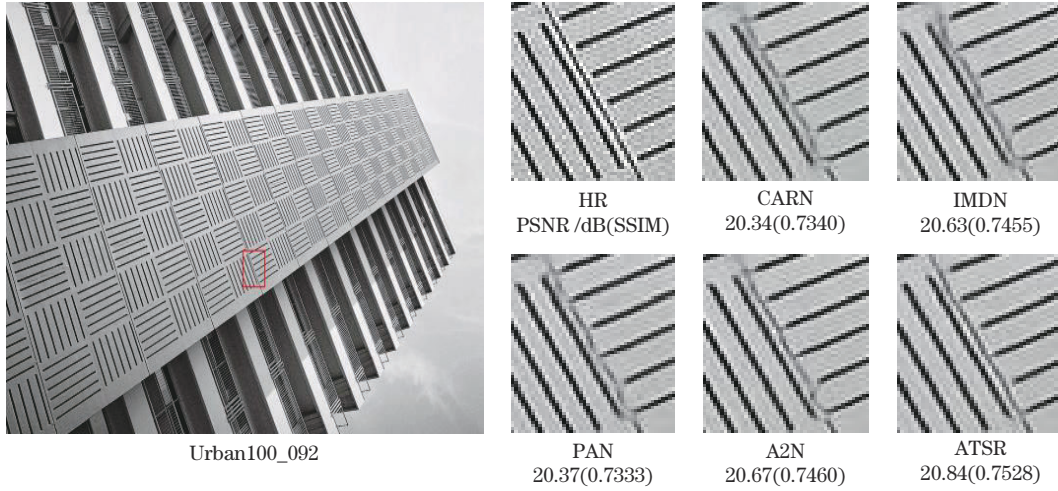 HR
PSNR/dB(SSIM)
CARN
20.34(0.7340)
IMDN
20.63(0.7455)
Urban100_092
PAN
20.37(0.7333)
A2N
20.67(0.7460)
ATSR
20.84(0.7528)